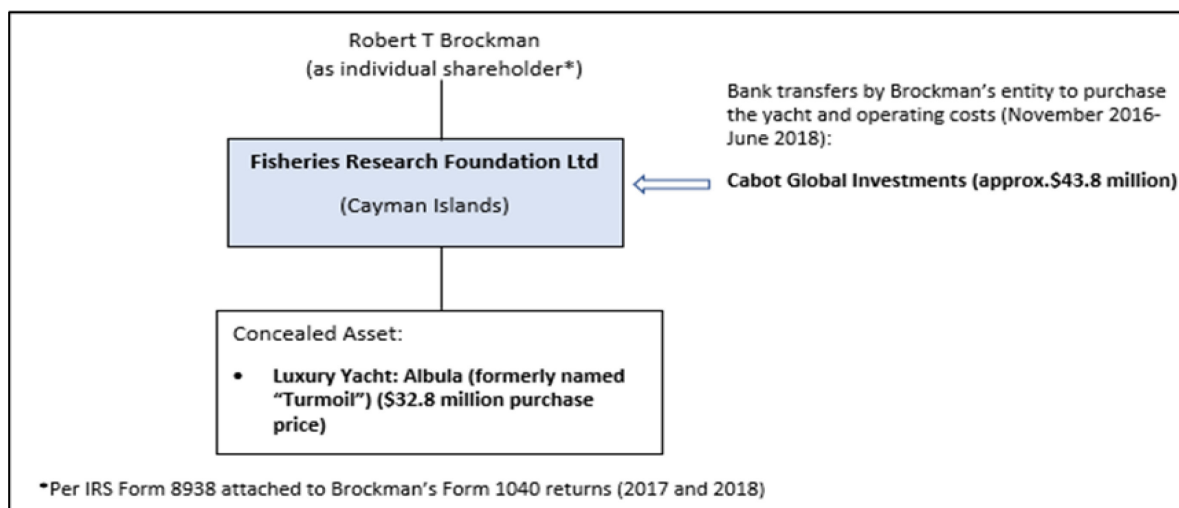 Robert T Brockman
(as individual shareholder*)
Bank transfers by Brockman's entity to purchase
the yacht and operating costs (November 2016-
June 2018):
Cabot Global Investments (approx.$43.8 million)
Fisheries Research Foundation Ltd
(Cayman Islands)
Concealed Asset:
• Luxury Yacht: Albula (formerly named
“Turmoil”) ($32.8 million purchase
price)
*Per IRS Form 8938 attached to Brockman's Form 1040 returns (2017 and 2018)